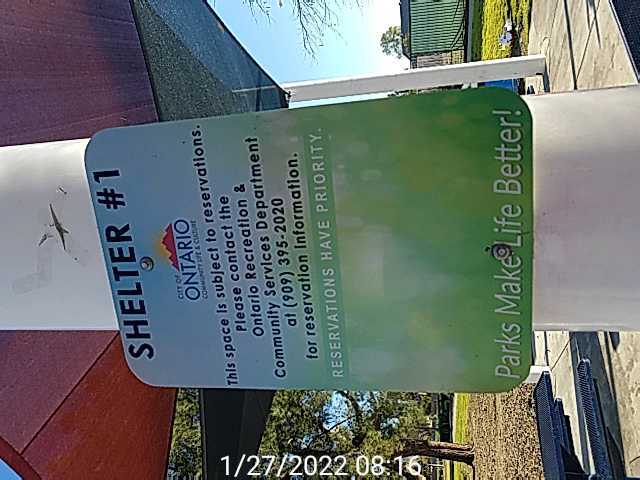 SHELTER #1
CITY OF
ONTARIO
COMMUNITY LIFE & CULTURE
This space is subject to reservations.
Please contact the
Ontario Recreation &
Community Services Department
at (909) 395-2020
for reservation information.
RESERVATIONS HAVE PRIORITY.
Parks Make Life Better!
1/27/2022 08:16